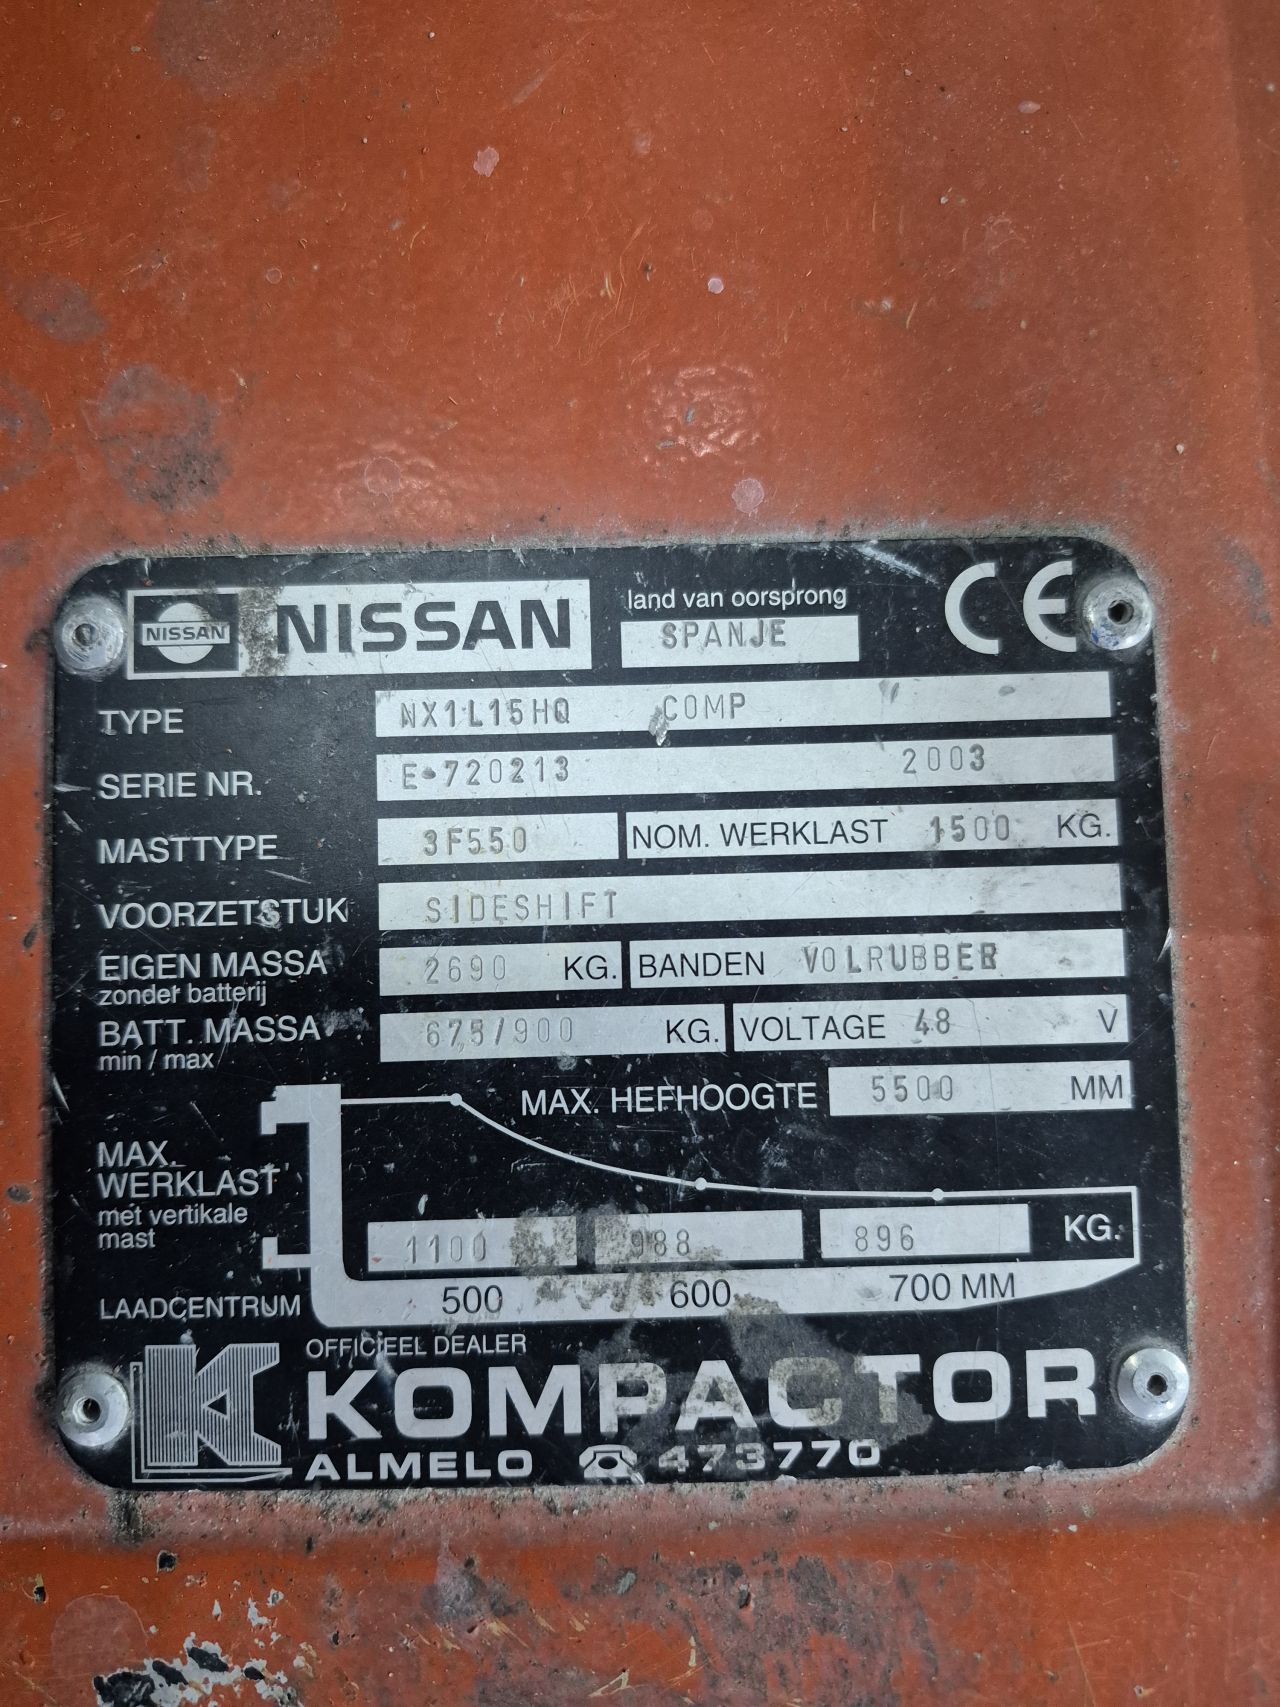 NISSAN NISSAN land van oorsprong CE
SPANJE
TYPE NX1L15HQ COMP
SERIE NR. E-720213 2003
MASTTYPE 3F550 NOM. WERKLAST 1500 KG.
VOORZETSTUK SIDESHIFT
EIGEN MASSA 2690 KG. BANDEN VOLRUBBER
zonder batterij
BATT. MASSA 675/900 KG. VOLTAGE 48 V
min / max
MAX. HEFHOOGTE 5500 MM
MAX.
WERKLAST
met vertikale
mast
1100 988 896 KG.
LAADCENTRUM 500 600 700 MM
OFFICIEEL DEALER
KOMPACTOR
ALMELO ☎ 473770